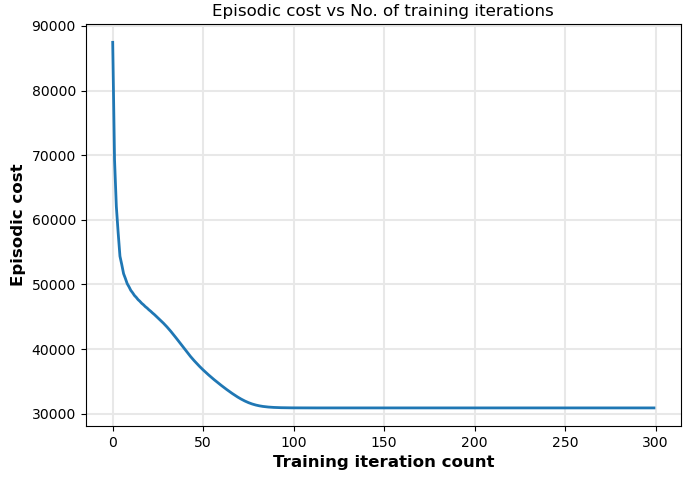 Episodic cost vs No. of training iterations
90000
80000
70000
60000
50000
40000
30000
Episodic cost
0 50 100 150 200 250 300
Training iteration count